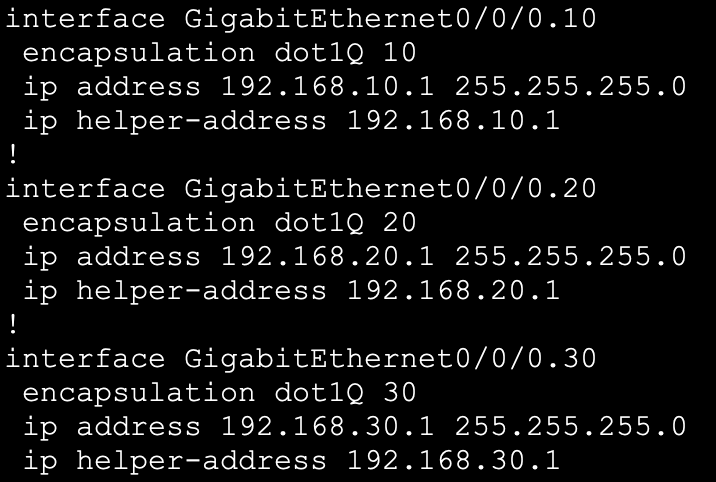 interface GigabitEthernet0/0/0.10
encapsulation dot1Q 10
ip address 192.168.10.1 255.255.255.0
ip helper-address 192.168.10.1
!
interface GigabitEthernet0/0/0.20
encapsulation dot1Q 20
ip address 192.168.20.1 255.255.255.0
ip helper-address 192.168.20.1
!
interface GigabitEthernet0/0/0.30
encapsulation dot1Q 30
ip address 192.168.30.1 255.255.255.0
ip helper-address 192.168.30.1